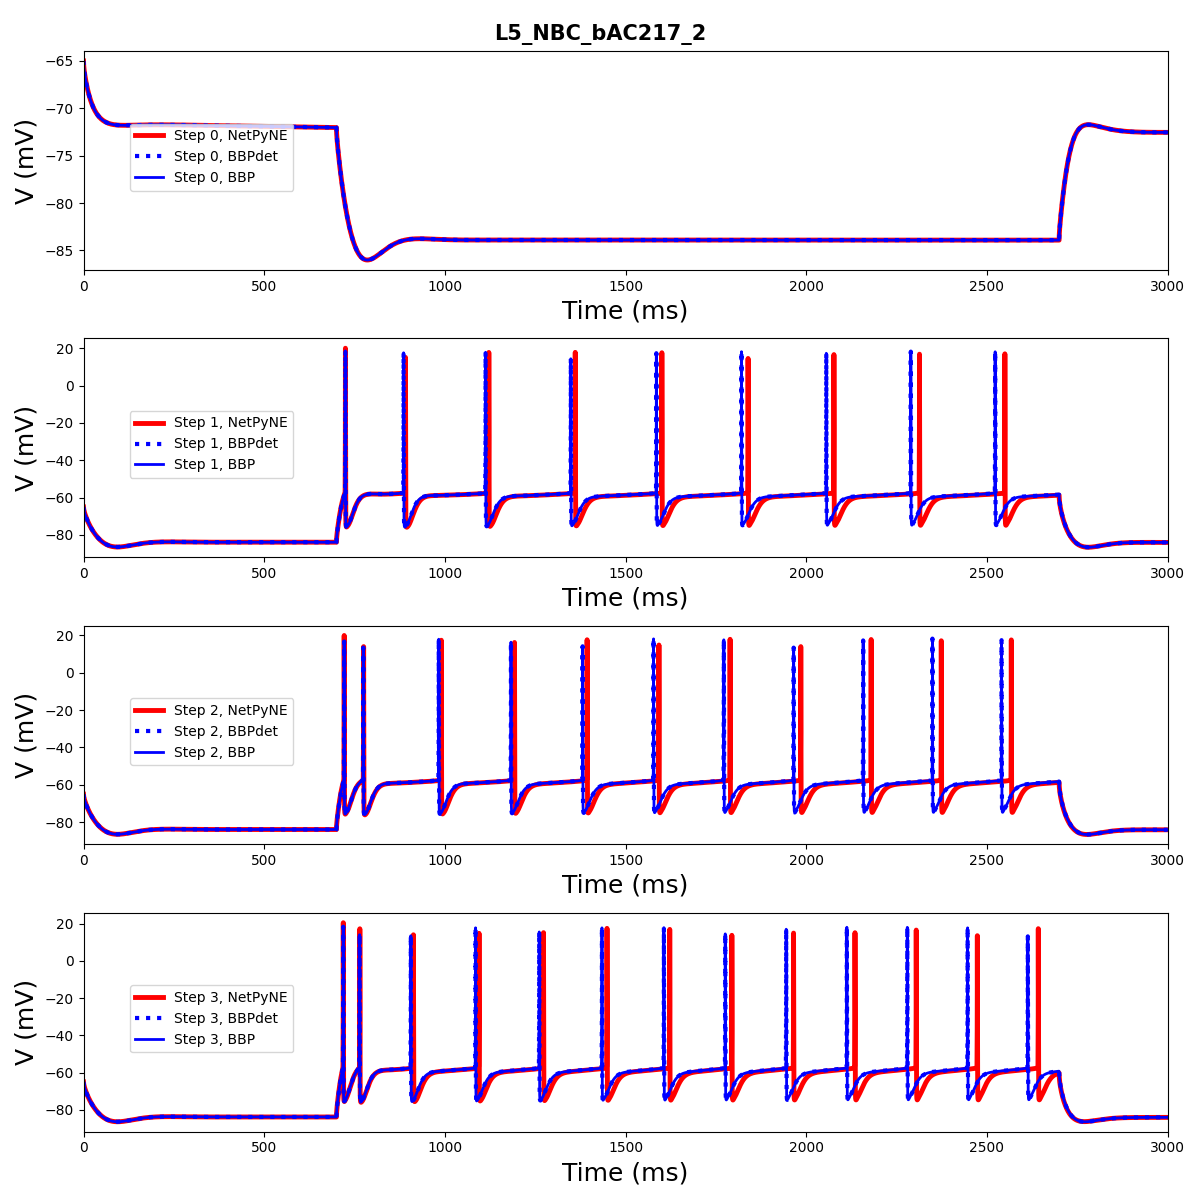 L5_NBC_bAC217_2
−65
−70
−75
−80
−85
V (mV)
Step 0, NetPyNE
Step 0, BBPdet
Step 0, BBP
0 500 1000 1500 2000 2500 3000
Time (ms)
20
0
−20
−40
−60
−80
V (mV)
Step 1, NetPyNE
Step 1, BBPdet
Step 1, BBP
0 500 1000 1500 2000 2500 3000
Time (ms)
20
0
−20
−40
−60
−80
V (mV)
Step 2, NetPyNE
Step 2, BBPdet
Step 2, BBP
0 500 1000 1500 2000 2500 3000
Time (ms)
20
0
−20
−40
−60
−80
V (mV)
Step 3, NetPyNE
Step 3, BBPdet
Step 3, BBP
0 500 1000 1500 2000 2500 3000
Time (ms)